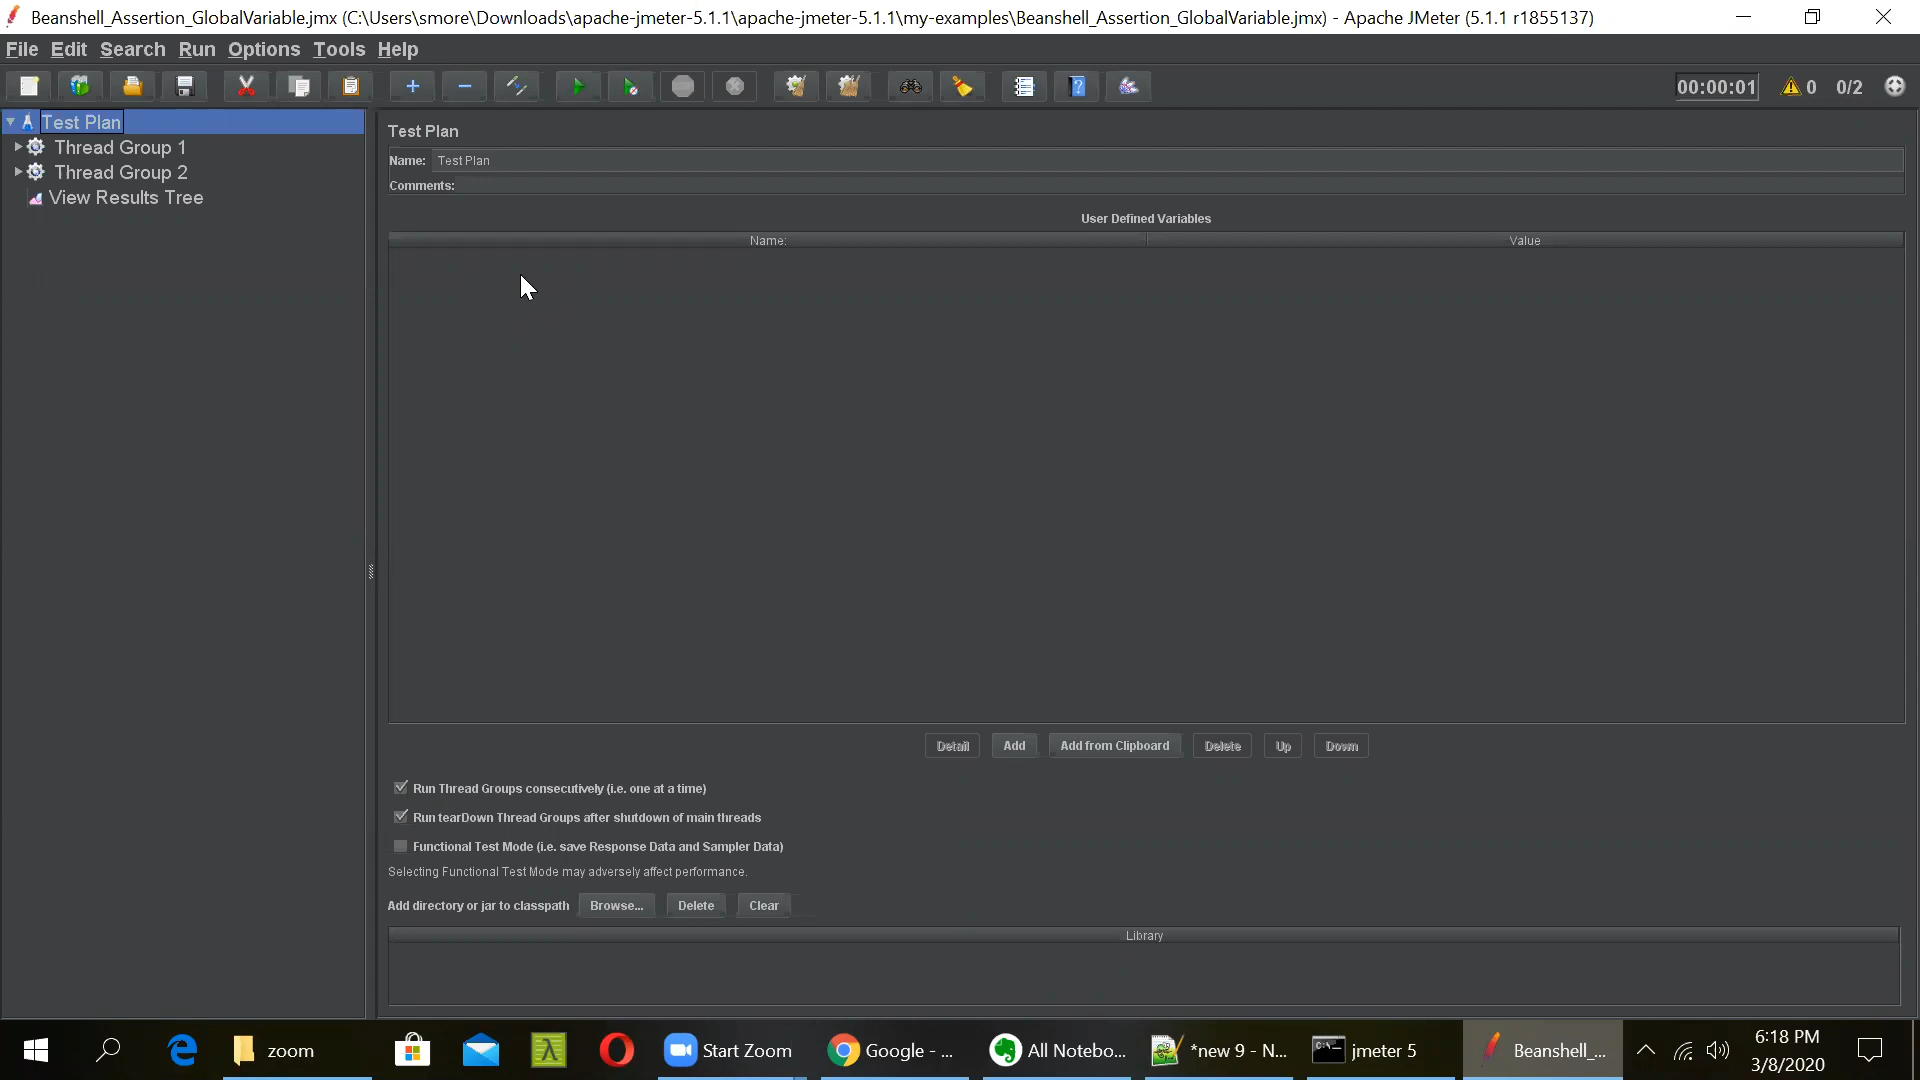 Beanshell_Assertion_GlobalVariable.jmx (C:\Users\smore\Downloads\apache-jmeter-5.1.1\apache-jmeter-5.1.1\my-examples\Beanshell_Assertion_GlobalVariable.jmx) - Apache JMeter (5.1.1 r1855137)
File Edit Search Run Options Tools Help
00:00:01 0 0/2
Test Plan
Thread Group 1
Thread Group 2
View Results Tree
Test Plan
Name: Test Plan
Comments:
User Defined Variables
Name: Value
Detail Add Add from Clipboard Delete Up Down
Run Thread Groups consecutively (i.e. one at a time)
Run tearDown Thread Groups after shutdown of main threads
Functional Test Mode (i.e. save Response Data and Sampler Data)
Selecting Functional Test Mode may adversely affect performance.
Add directory or jar to classpath Browse... Delete Clear
Library
zoom Start Zoom Google - ... All Notebo... *new 9 - N... jmeter 5 Beanshell_... 6:18 PM
3/8/2020